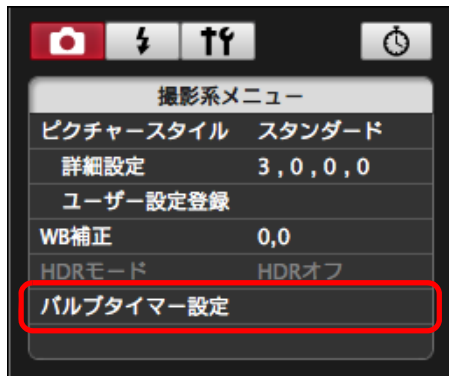 撮影系メニュー
ピクチャースタイル スタンダード
詳細設定 3,0,0,0
ユーザー設定登録
WB補正 0,0
HDRモード HDRオフ
バルブタイマー設定